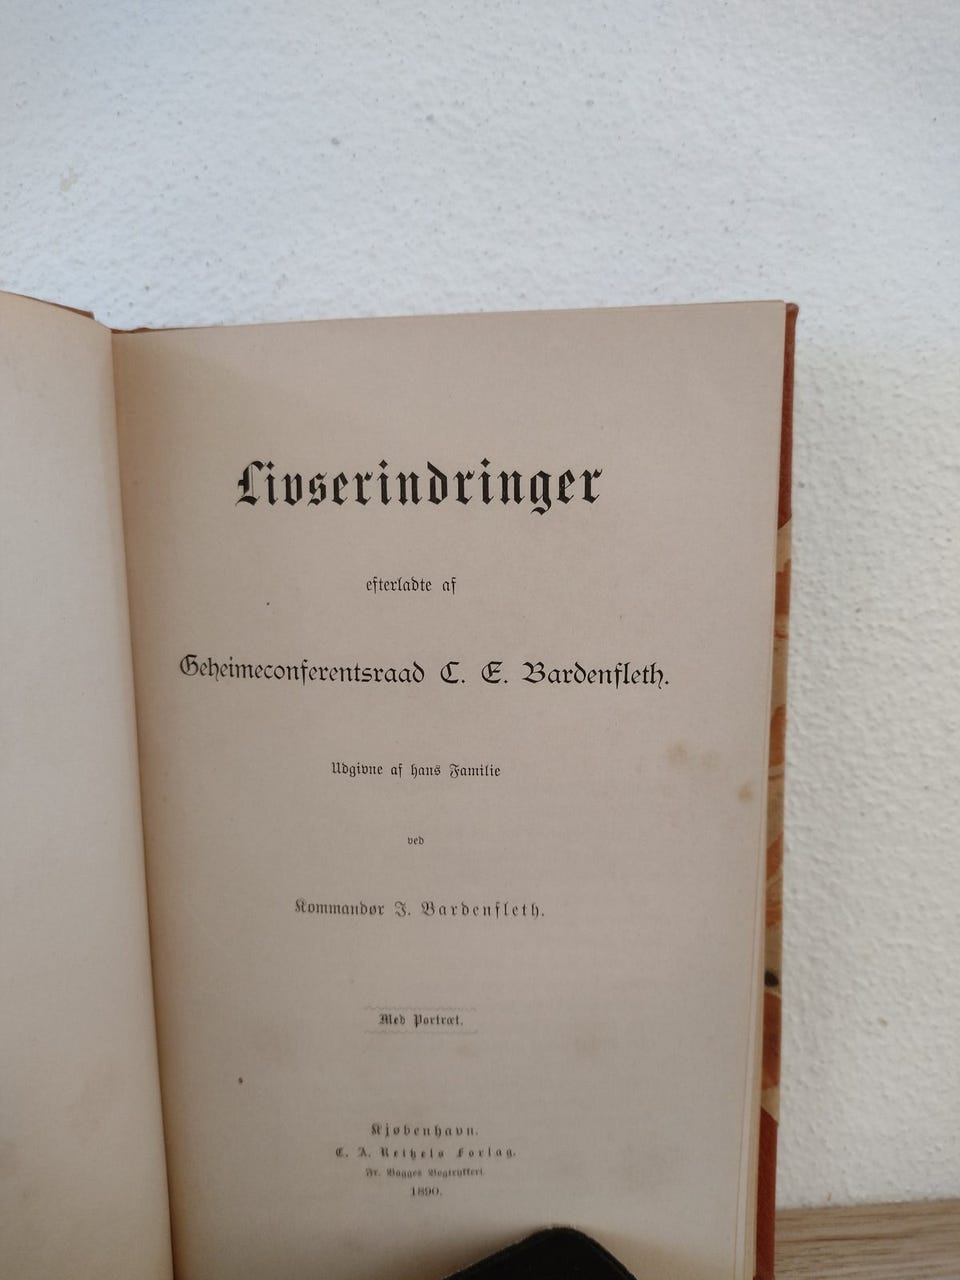 Livserindringer
efterladte af
Geheimeconferentsraad C. E. Bardenfleth.
Udgivne af hans Familie
ved
Kommandør J. Bardenfleth.
Med Portræt.
Kjøbenhavn.
C. A. Reitzels Forlag.
Fr. Bagges Bogtrykkeri.
1890.